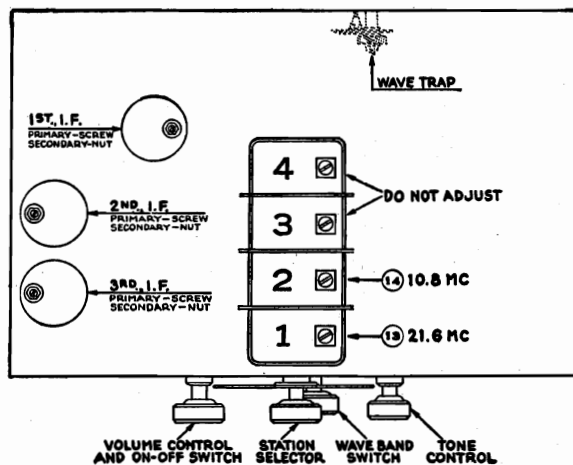 WAVE TRAP
1ST., I.F.
PRIMARY-SCREW
SECONDARY-NUT
4
DO NOT ADJUST
2ND., I.F.
PRIMARY-SCREW
SECONDARY-NUT
3
3RD., I.F.
PRIMARY-SCREW
SECONDARY-NUT
2
14 10.8 MC
1
13 21.6 MC
VOLUME CONTROL
AND ON-OFF SWITCH
STATION
SELECTOR
WAVE BAND
SWITCH
TONE
CONTROL